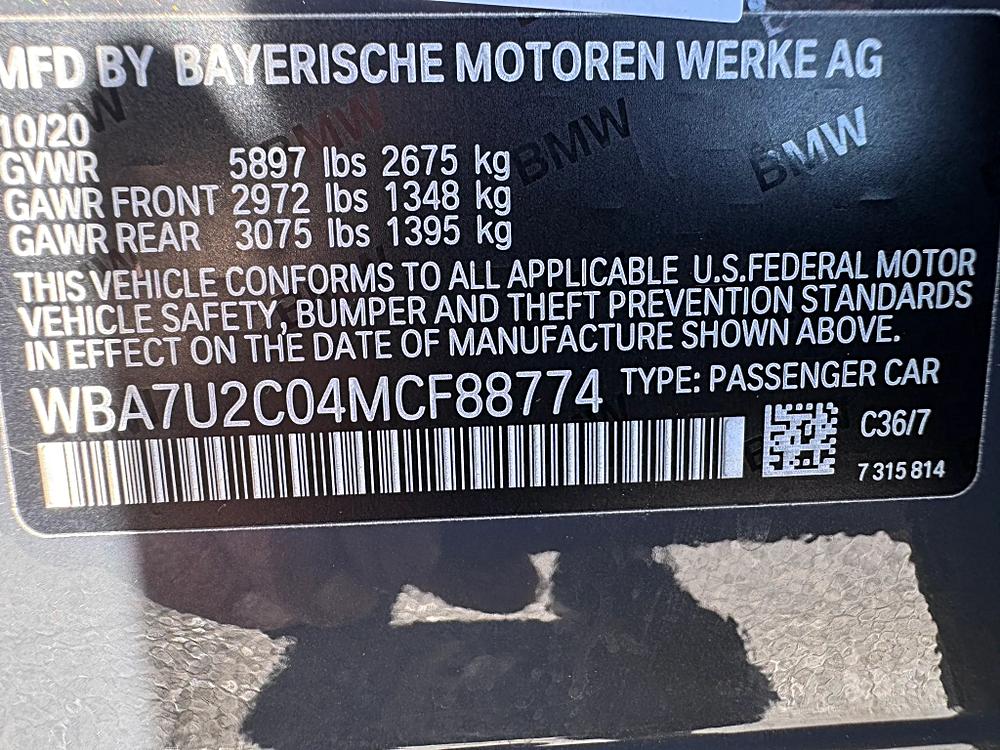 MFD BY BAYERISCHE MOTOREN WERKE AG
10/20
GVWR 5897 lbs 2675 kg
GAWR FRONT 2972 lbs 1348 kg
GAWR REAR 3075 lbs 1395 kg
THIS VEHICLE CONFORMS TO ALL APPLICABLE U.S.FEDERAL MOTOR
VEHICLE SAFETY, BUMPER AND THEFT PREVENTION STANDARDS
IN EFFECT ON THE DATE OF MANUFACTURE SHOWN ABOVE.
WBA7U2C04MCF88774 TYPE: PASSENGER CAR
C36/7
7 315 814
BMW
BMW
BMW